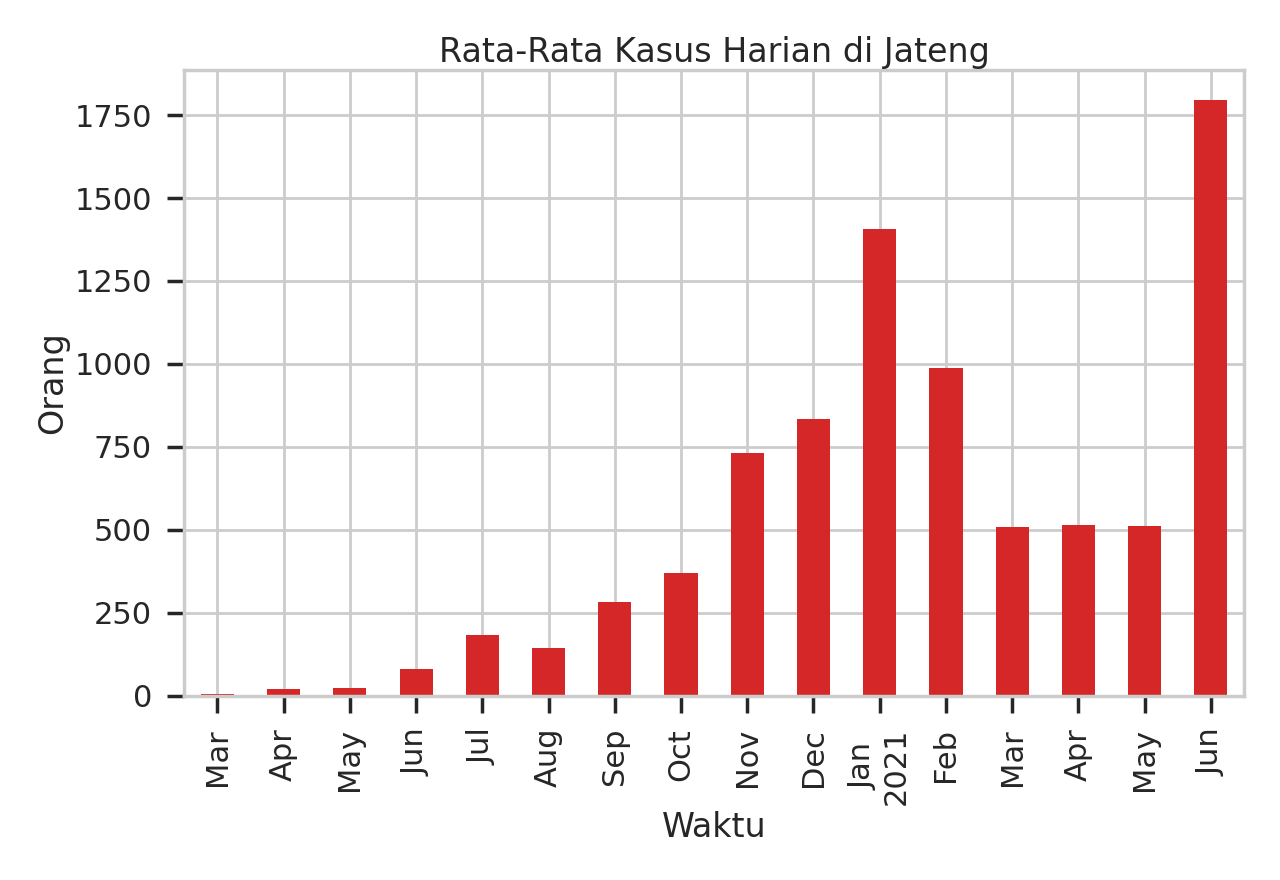 Rata-Rata Kasus Harian di Jateng
Orang
1750
1500
1250
1000
750
500
250
0
Mar
Apr
May
Jun
Jul
Aug
Sep
Oct
Nov
Dec
Jan
2021
Feb
Mar
Apr
May
Jun
Waktu